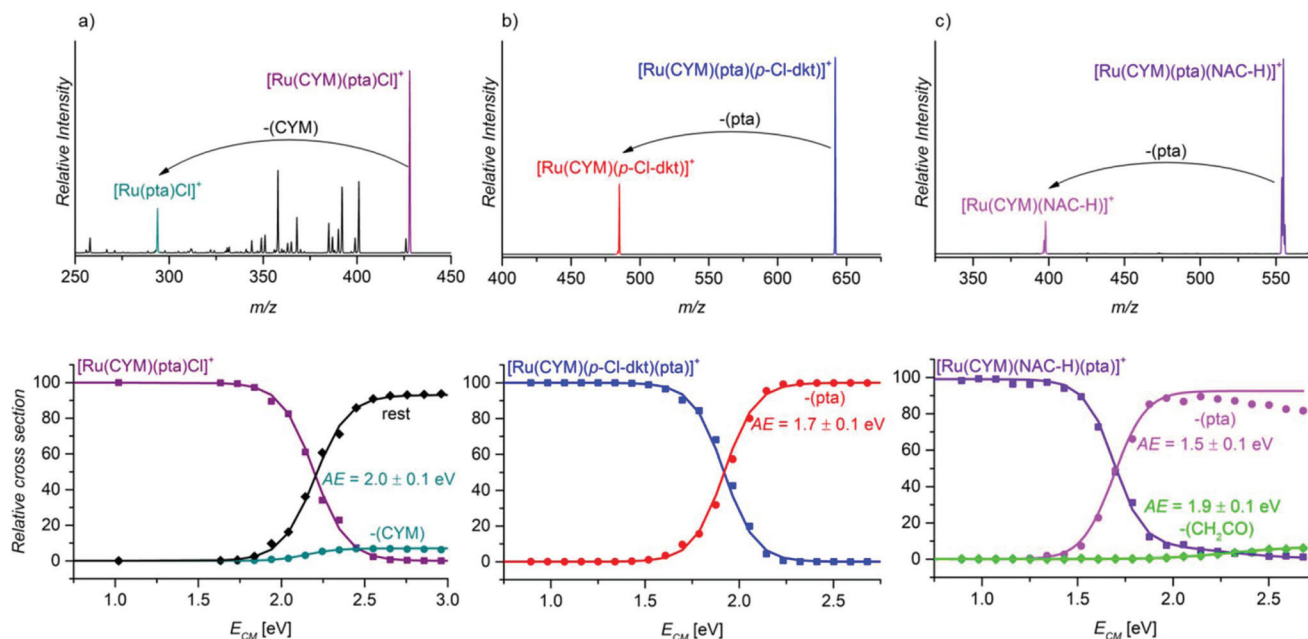 a)
Relative Intensity
[Ru(CYM)(pta)Cl]⁺
-(CYM)
[Ru(pta)Cl]⁺
250 300 350 400 450
m/z
b)
Relative Intensity
[Ru(CYM)(pta)(p-Cl-dkt)]⁺
-(pta)
[Ru(CYM)(p-Cl-dkt)]⁺
400 450 500 550 600 650
m/z
c)
Relative Intensity
[Ru(CYM)(pta)(NAC-H)]⁺
-(pta)
[Ru(CYM)(NAC-H)]⁺
350 400 450 500 550
m/z
[Ru(CYM)(pta)Cl]⁺
Relative cross section
100
80
60
40
20
0
rest
AE = 2.0 ± 0.1 eV
-(CYM)
1.0 1.5 2.0 2.5 3.0
E_CM [eV]
[Ru(CYM)(p-Cl-dkt)(pta)]⁺
100
80
60
40
20
0
-(pta)
AE = 1.7 ± 0.1 eV
1.0 1.5 2.0 2.5
E_CM [eV]
[Ru(CYM)(NAC-H)(pta)]⁺
100
80
60
40
20
0
-(pta)
AE = 1.5 ± 0.1 eV
AE = 1.9 ± 0.1 eV
-(CH₂CO)
1.0 1.5 2.0 2.5
E_CM [eV]